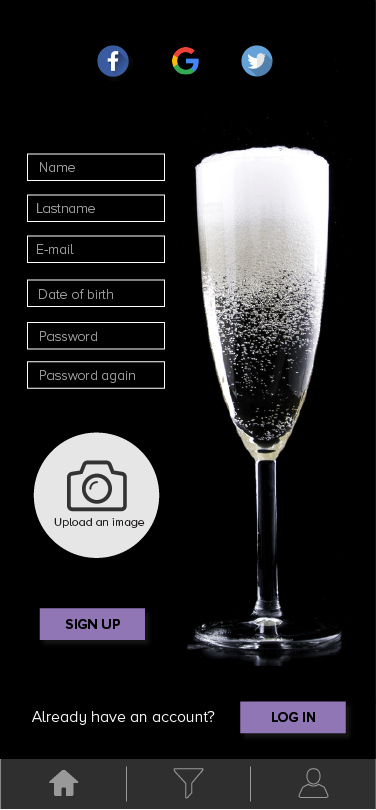 Name
Lastname
E-mail
Date of birth
Password
Password again
Upload an image
SIGN UP
Already have an account?
LOG IN